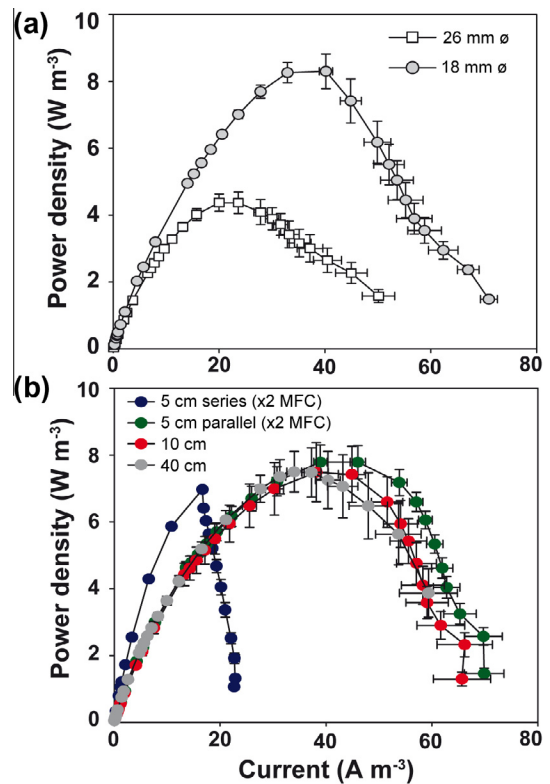 (a)
10
8
6
4
2
0
Power density (W m-3)
26 mm ø
18 mm ø
0
20
40
60
80
(b)
10
8
6
4
2
0
Power density (W m-3)
5 cm series (x2 MFC)
5 cm parallel (x2 MFC)
10 cm
40 cm
0
20
40
60
80
Current (A m-3)